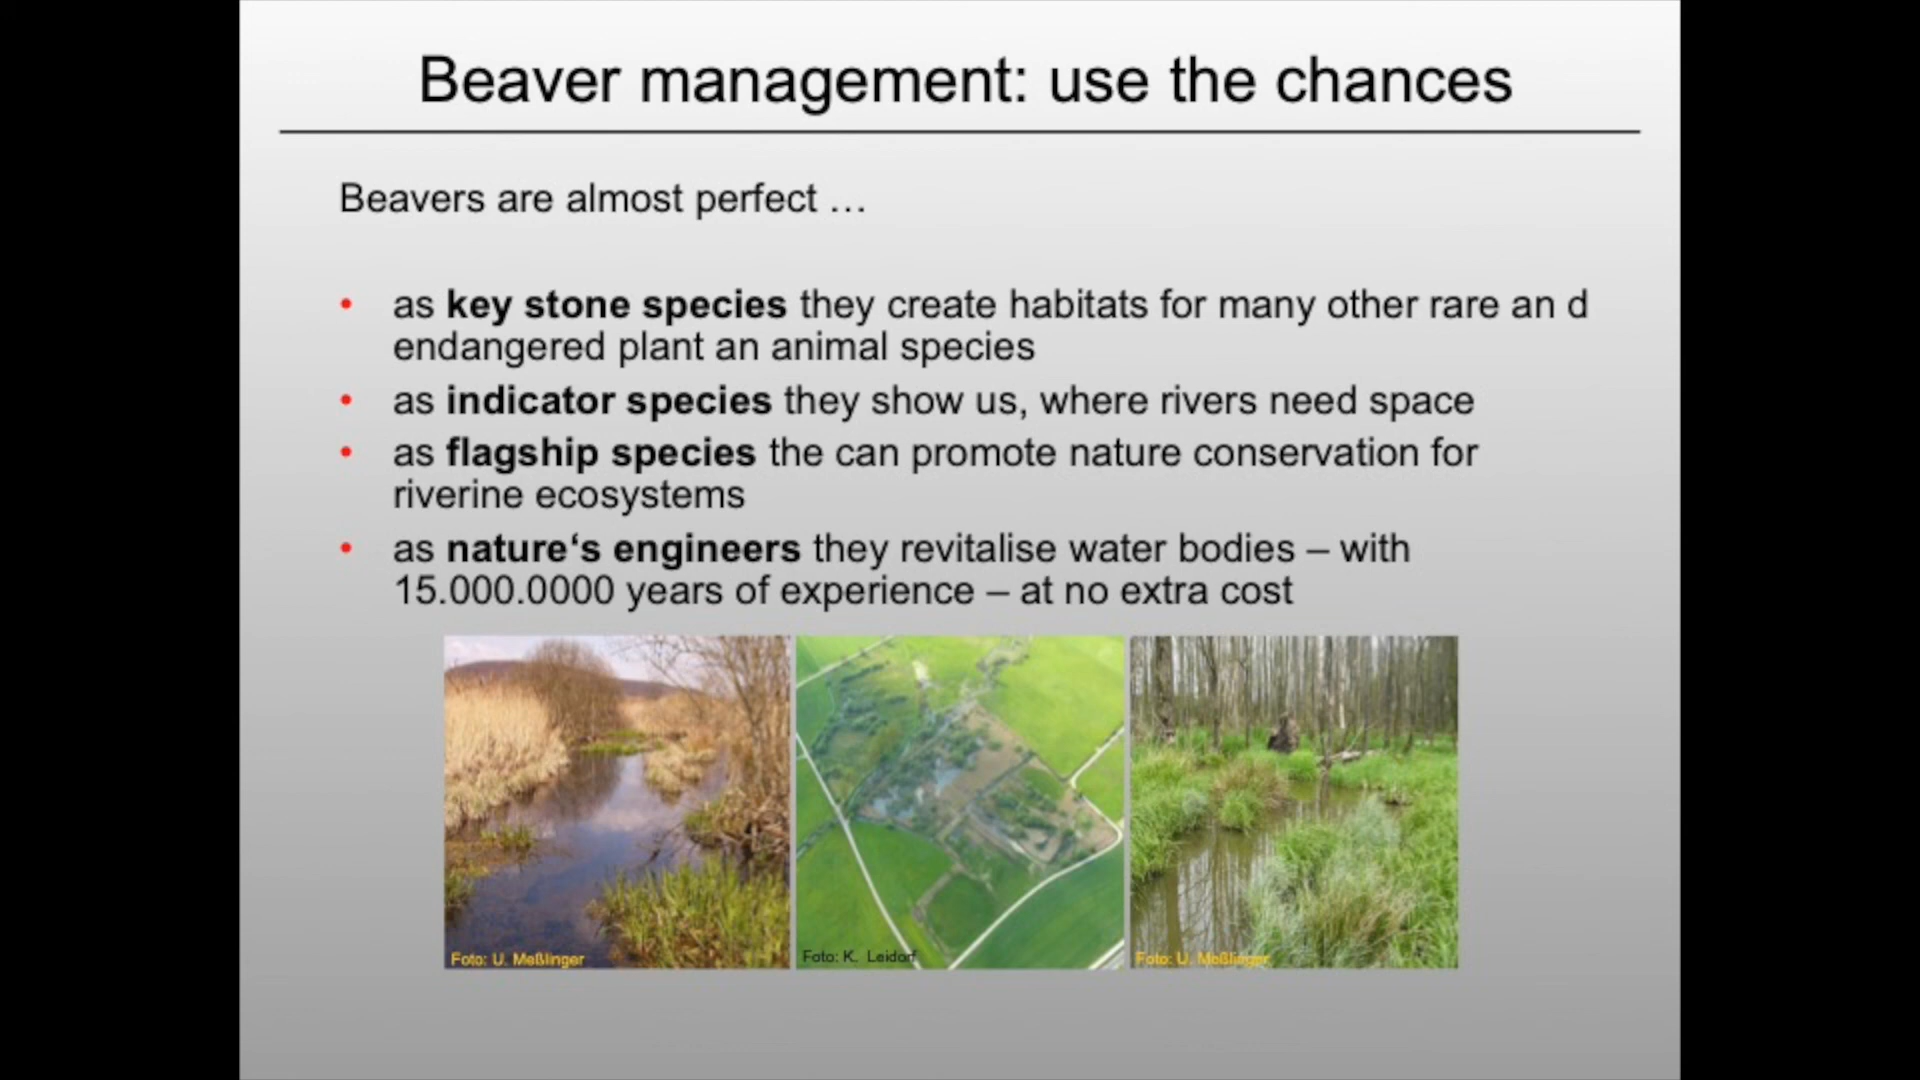 Beaver management: use the chances
Beavers are almost perfect …
• as key stone species they create habitats for many other rare an d
endangered plant an animal species
• as indicator species they show us, where rivers need space
• as flagship species the can promote nature conservation for
riverine ecosystems
• as nature‘s engineers they revitalise water bodies – with
15.000.0000 years of experience – at no extra cost
Foto: U. Meßlinger
Foto: K. Leidorf
Foto: U. Meßlinger